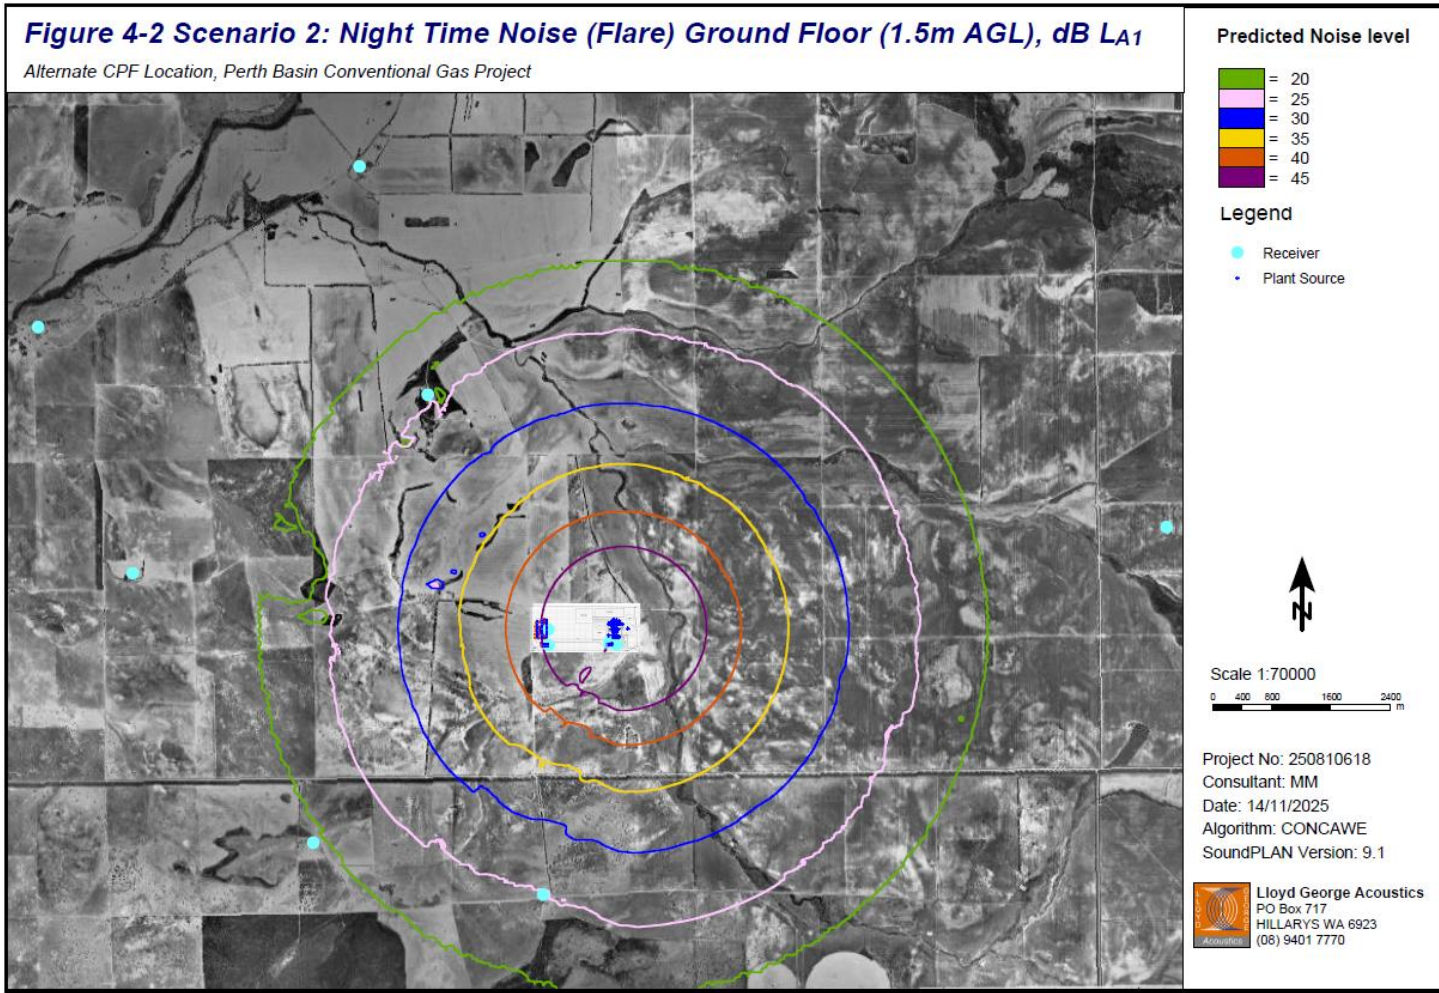 Figure 4-2 Scenario 2: Night Time Noise (Flare) Ground Floor (1.5m AGL), dB LA1
Alternate CPF Location, Perth Basin Conventional Gas Project
Predicted Noise level
= 20
= 25
= 30
= 35
= 40
= 45
Legend
Receiver
Plant Source
N
Scale 1:70000
0 400 800 1600 2400
m
Project No: 250810618
Consultant: MM
Date: 14/11/2025
Algorithm: CONCAWE
SoundPLAN Version: 9.1
LLOYD
GEORGE
Acoustics
Lloyd George Acoustics
PO Box 717
HILLARYS WA 6923
(08) 9401 7770